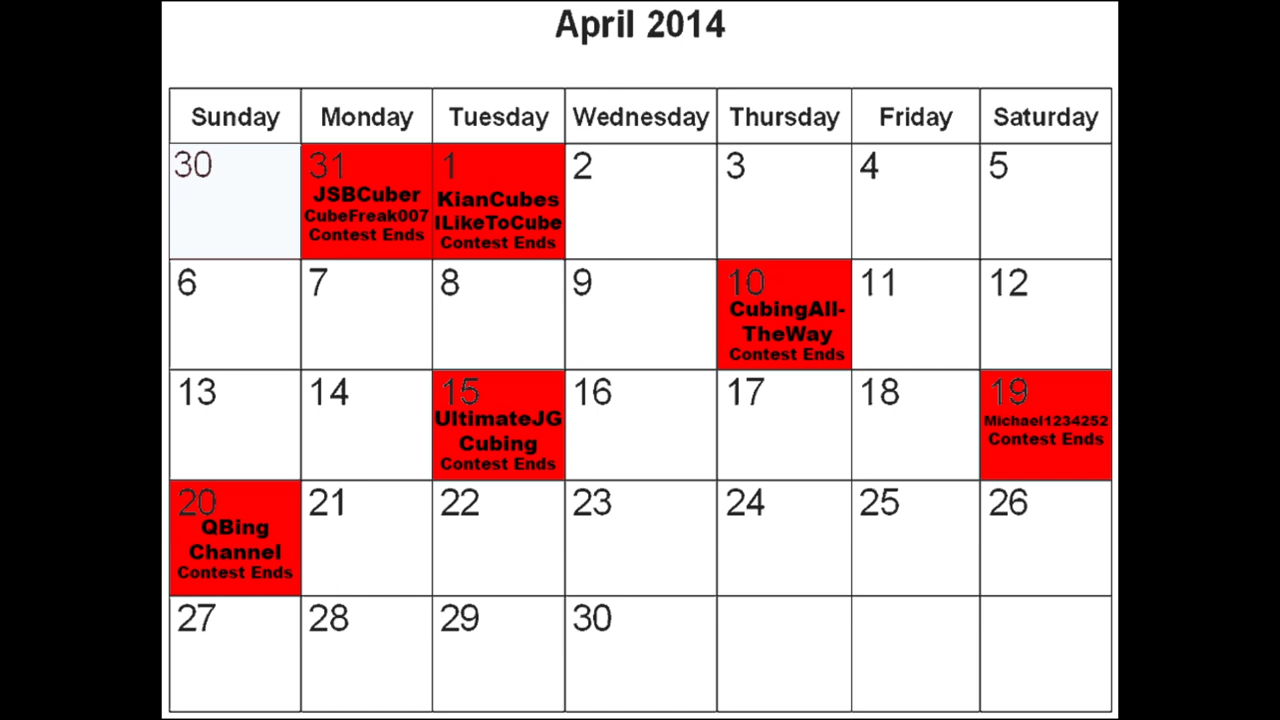 April 2014
Sunday Monday Tuesday Wednesday Thursday Friday Saturday
30 31 1 2 3 4 5
JSBCuber
CubeFreak007
Contest Ends
KianCubes
ILikeToCube
Contest Ends
6 7 8 9 10 11 12
CubingAll-
TheWay
Contest Ends
13 14 15 16 17 18 19
UltimateJG
Cubing
Contest Ends
Michael1234252
Contest Ends
20 21 22 23 24 25 26
QBing
Channel
Contest Ends
27 28 29 30